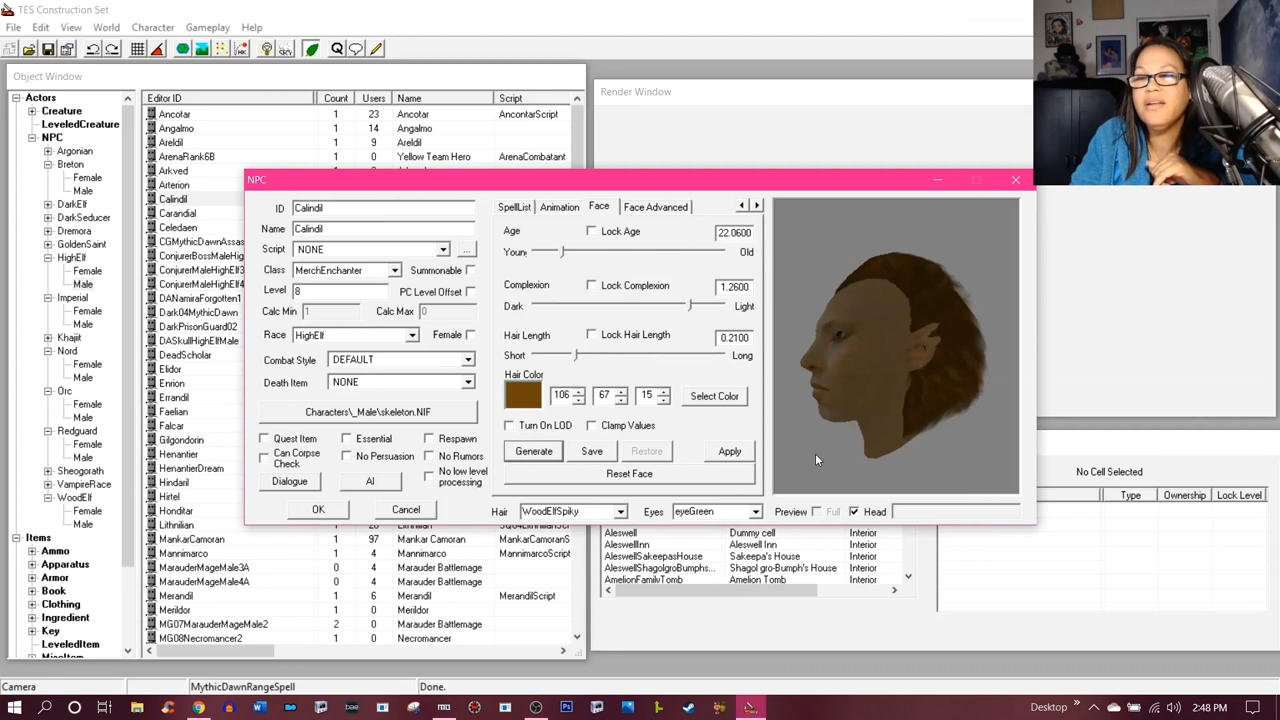 TES Construction Set
File Edit View World Character Gameplay Help
Object Window
Render Window
Actors
Creature
LeveledCreature
NPC
Argonian
Breton
Female
Male
DarkElf
DarkSeducer
Dremora
GoldenSaint
HighElf
Female
Male
Imperial
Female
Male
Khajiit
Nord
Female
Male
Orc
Redguard
Female
Male
Sheogorath
VampireRace
WoodElf
Female
Male
Items
Ammo
Apparatus
Armor
Book
Clothing
Ingredient
Key
LeveledItem
MiscItem
Editor ID Count Users Name Script
Ancotar 1 23 Ancotar AncontarScript
Angalmo 1 14 Angalmo
Areldil 1 9 Areldil
ArenaRank6B 1 0 Yellow Team Hero ArenaCombatant
Arkved
Arterion
Calindil
Carandial
Celedaen
CGMythicDawnAssas
ConjurerBossMaleHigh
ConjurerMaleHighElf3
ConjurerMaleHighElf4
DANamiraForgotten1
Dark04MythicDawn
DarkPrisonGuard02
DASkullHighElfMale
DeadScholar
Elidor
Enrion
Errandil
Faelian
Falcar
Gilgondorin
Henantier
HenantierDream
Hindaril
Hirtel
Honditar
Lithnilian
Mankar Camoran 97 Mankar Camoran MankarCamoran
Mannimarco 4 Mannimarco MannimarcoScript
MarauderMageMale3A 0 4 Marauder Battlemage
MarauderMageMale4A 0 4 Marauder Battlemage
Merandil 1 6 Merandil MerandilScript
Merildor 1 0 Merildor
MG07MarauderMageMale2 2 0 Marauder Battlemage
MG08Necromancer2 1 0 Necromancer
NPC
ID Calindil
Name Calindil
Script NONE ...
Class MerchEnchanter Summonable
Level 8 PC Level Offset
Calc Min 1 Calc Max 0
Race HighElf Female
Combat Style DEFAULT
Death Item NONE
Characters\_Male\skeleton.NIF
Quest Item Essential Respawn
Can Corpse Check No Persuasion No Rumors
No low level processing
Dialogue AI
OK Cancel
SpellList Animation Face Face Advanced
Age Lock Age 22.0600
Young Old
Complexion Lock Complexion 1.2600
Dark Light
Hair Length Lock Hair Length 0.2100
Short Long
Hair Color
106 67 15 Select Color
Turn On LOD Clamp Values
Generate Save Restore Apply
Reset Face
Hair WoodElfSpiky Eyes eyeGreen Preview Full Head
No Cell Selected
Type Ownership Lock Level
Aleswell Dummy cell Interior
AleswellInn Aleswell Inn Interior
AleswellSakeepasHouse Sakeepa's House Interior
AleswellShagolgroBumphs... Shagol gro-Bumph's House Interior
AmelionFamilyTomb Amelion Tomb Interior
Camera MythicDawnRangeSpell Done.
Desktop 2:48 PM